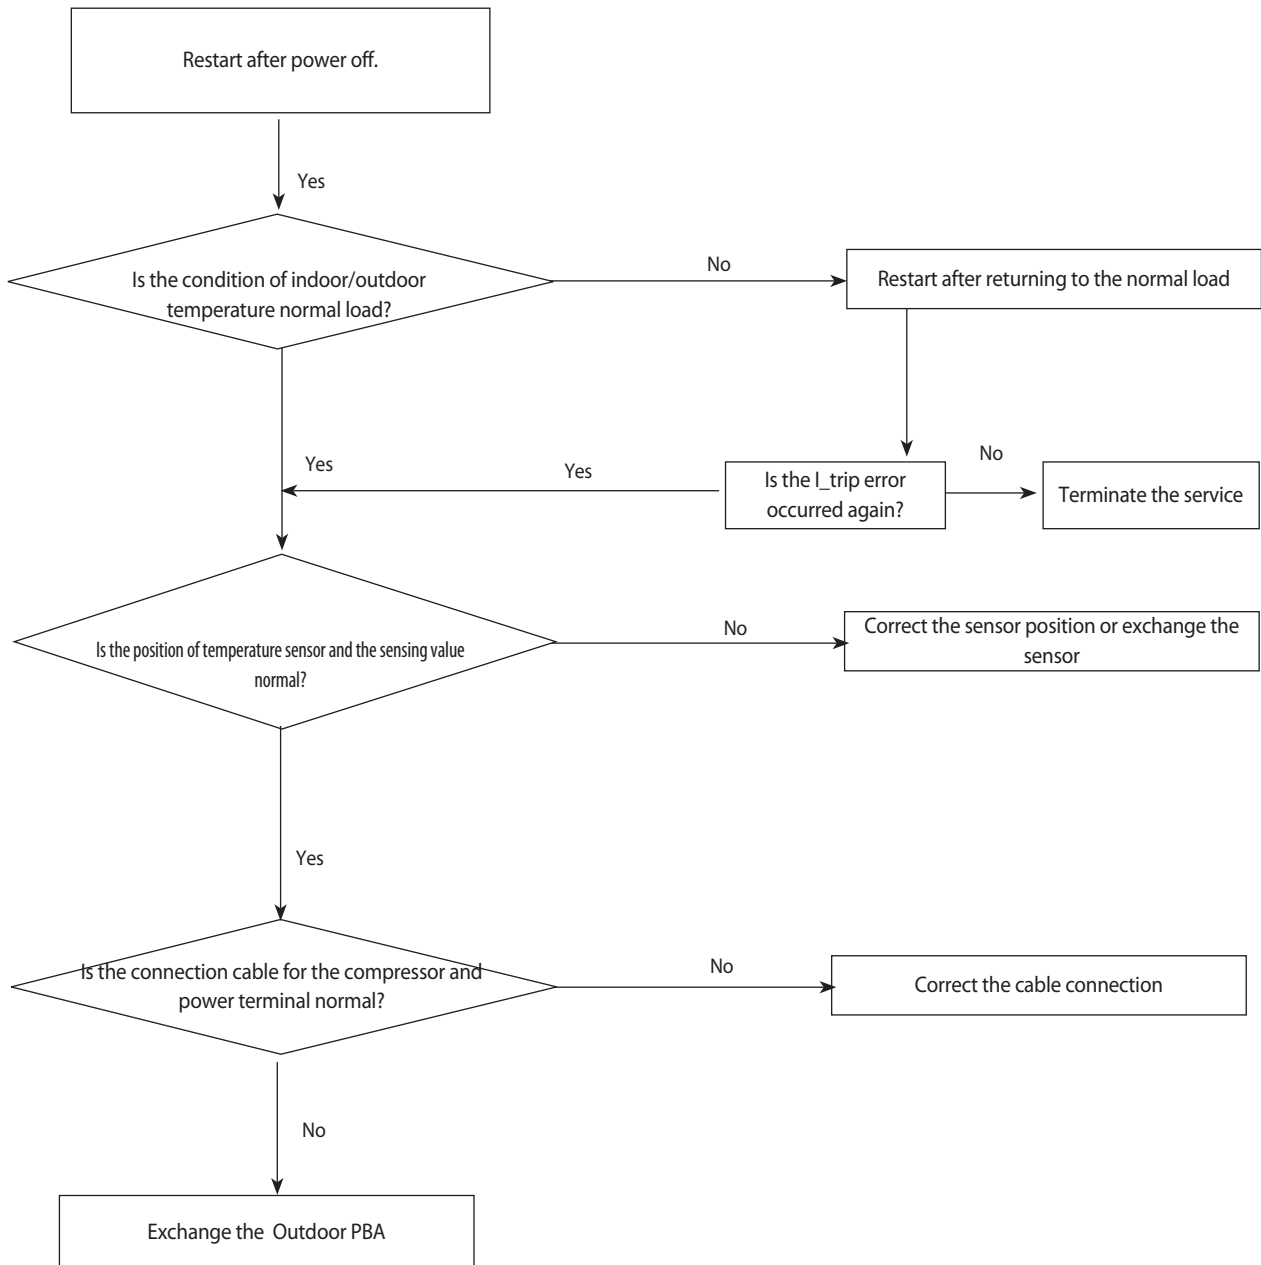 Restart after power off.
Yes
Is the condition of indoor/outdoor
temperature normal load?
No
Restart after returning to the normal load
Yes
Yes
Is the I_trip error
occurred again?
No
Terminate the service
Is the position of temperature sensor and the sensing value
normal?
No
Correct the sensor position or exchange the
sensor
Yes
Is the connection cable for the compressor and
power terminal normal?
No
Correct the cable connection
No
Exchange the Outdoor PBA